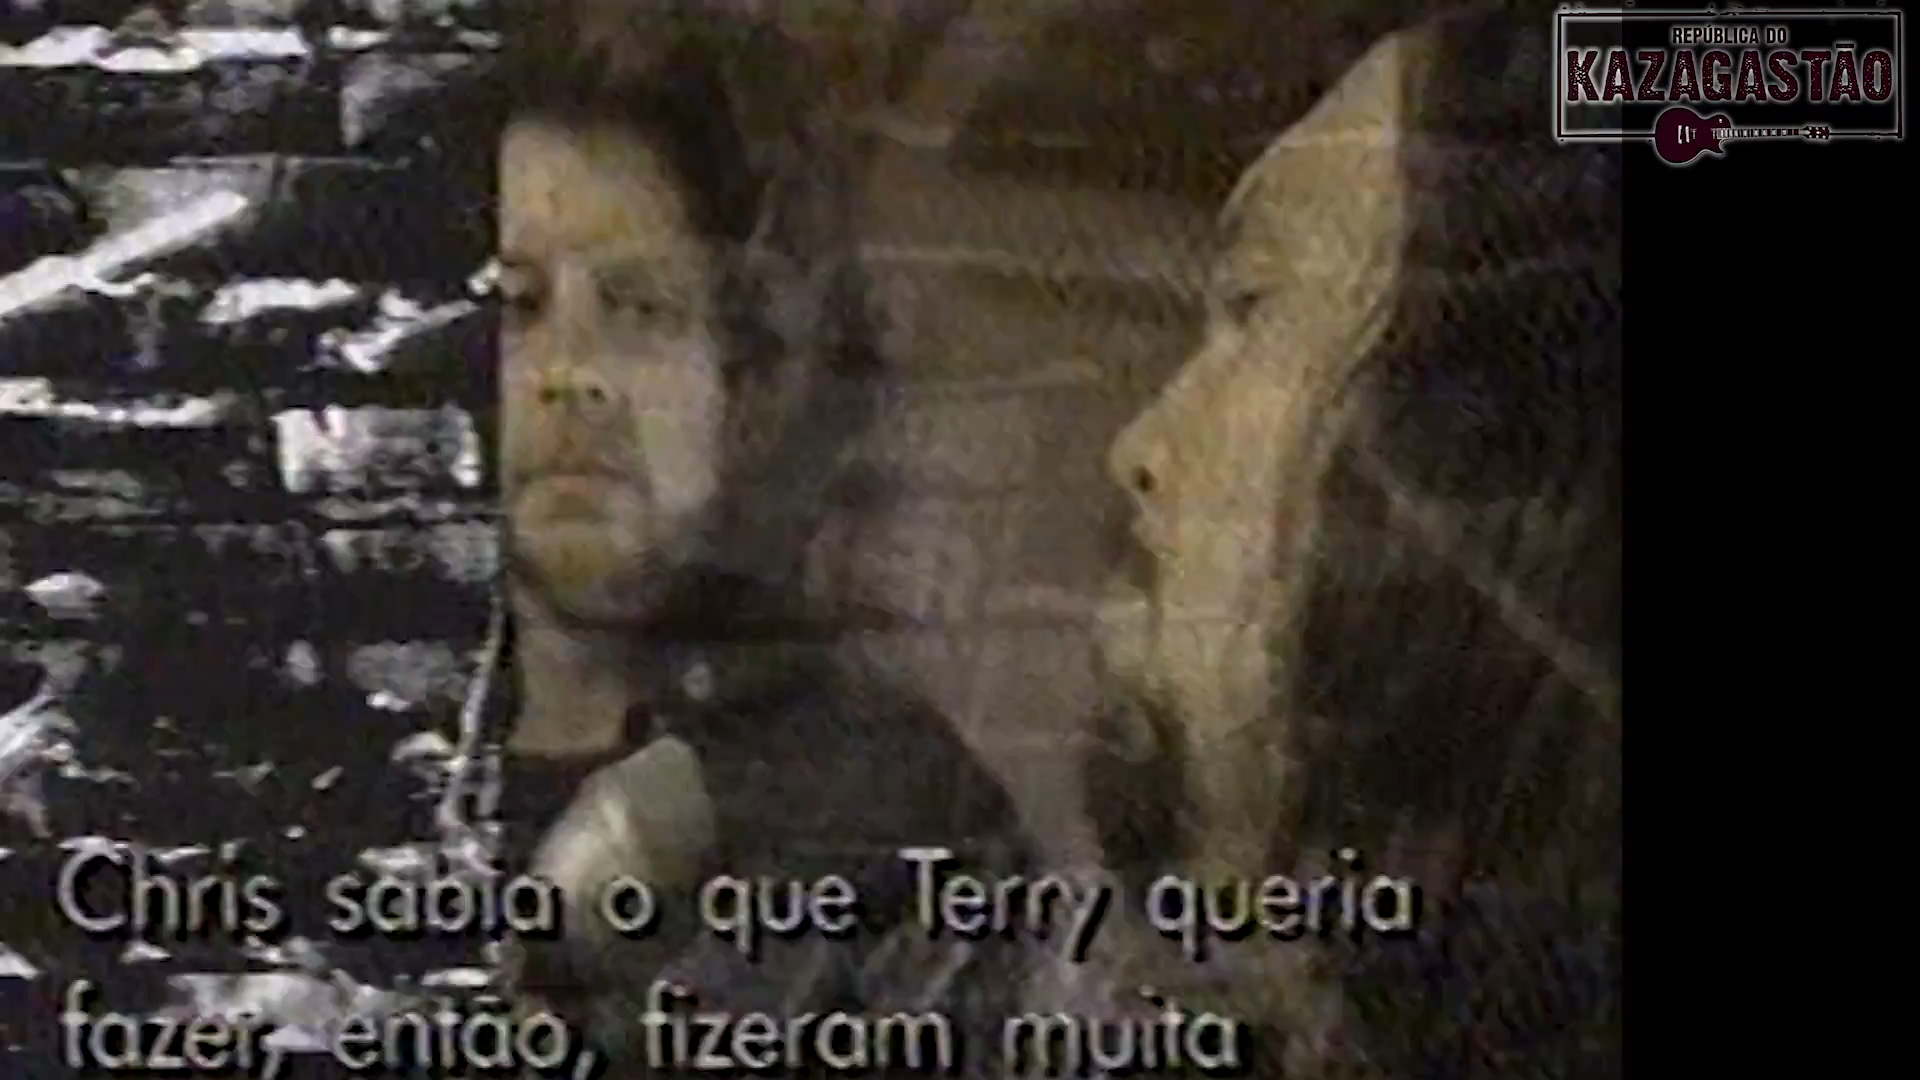 REPÚBLICA DO
KAZAGASTÃO
Chris sabia o que Terry queria
fazer, então, fizeram muita